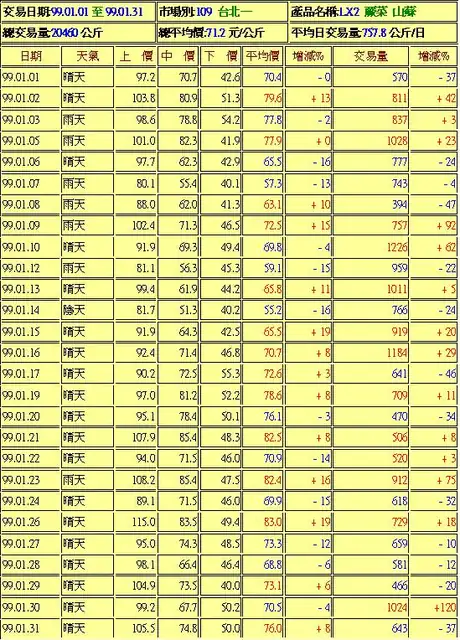 交易日期:99.01.01 至 99.01.31 市場別:109 台北一 產品名稱:LX2 蕨菜 山蘇
總交易量:20460 公斤 總平均價:71.2 元/公斤 平均日交易量:757.8 公斤/日
日期 天氣 上 價 中 價 下 價 平均價 增減% 交易量 增減%
99.01.01 晴天 97.2 70.7 42.6 70.4 - 0 570 - 37
99.01.02 晴天 103.8 80.9 51.3 79.6 + 13 811 + 42
99.01.03 雨天 98.6 78.8 54.2 77.8 - 2 837 + 3
99.01.05 雨天 101.0 82.3 41.9 77.9 + 0 1028 + 23
99.01.06 晴天 97.7 62.3 42.9 65.5 - 16 777 - 24
99.01.07 雨天 80.1 55.4 40.1 57.3 - 13 743 - 4
99.01.08 雨天 88.0 62.0 41.3 63.1 + 10 394 - 47
99.01.09 雨天 102.4 71.3 46.5 72.5 + 15 757 + 92
99.01.10 晴天 91.9 69.3 49.4 69.8 - 4 1226 + 62
99.01.12 雨天 81.1 56.3 45.3 59.1 - 15 959 - 22
99.01.13 晴天 99.4 61.9 44.2 65.8 + 11 1011 + 5
99.01.14 陰天 81.7 51.3 40.2 55.2 - 16 766 - 24
99.01.15 晴天 91.9 64.3 42.5 65.5 + 19 919 + 20
99.01.16 晴天 92.4 71.4 46.8 70.7 + 8 1184 + 29
99.01.17 晴天 90.2 72.5 55.3 72.6 + 3 641 - 46
99.01.19 晴天 97.0 81.2 52.2 78.6 + 8 709 + 11
99.01.20 晴天 95.1 78.4 50.1 76.1 - 3 470 - 34
99.01.21 晴天 107.9 85.4 48.3 82.5 + 8 506 + 8
99.01.22 晴天 94.0 71.5 46.0 70.9 - 14 520 + 3
99.01.23 雨天 108.2 85.4 47.5 82.4 + 16 912 + 75
99.01.24 晴天 89.1 71.5 46.0 69.9 - 15 618 - 32
99.01.26 晴天 115.0 83.5 49.4 83.0 + 19 729 + 18
99.01.27 晴天 95.0 74.3 48.5 73.3 - 12 659 - 10
99.01.28 晴天 98.1 66.4 46.4 68.8 - 6 581 - 12
99.01.29 晴天 104.9 73.5 40.0 73.1 + 6 466 - 20
99.01.30 晴天 99.2 67.7 50.2 70.5 - 4 1024 +120
99.01.31 晴天 105.5 74.8 50.0 76.0 + 8 643 - 37